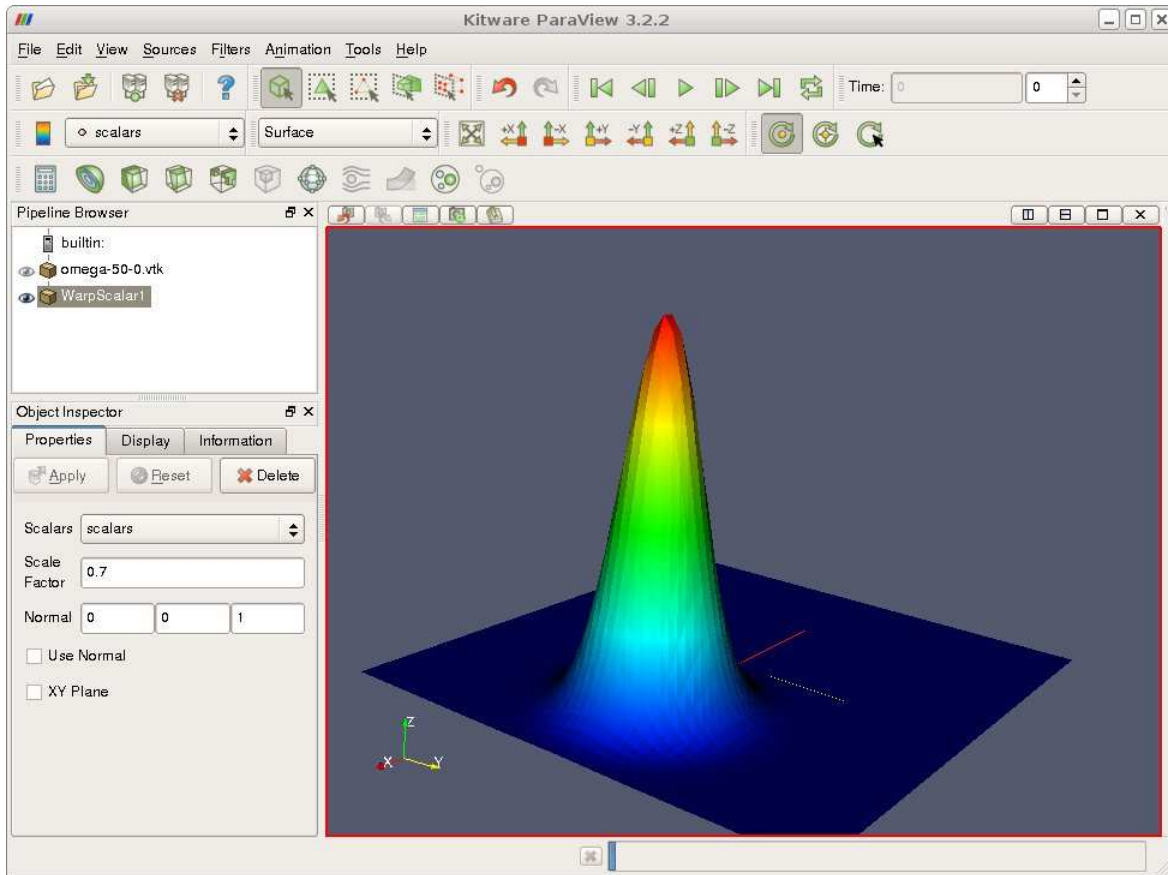 Kitware ParaView 3.2.2
File Edit View Sources Filters Animation Tools Help
? Time: 0 0
scalars Surface +X -X +Y -Y +Z -Z
Pipeline Browser
builtin:
omega-50-0.vtk
WarpScalar1
Object Inspector
Properties Display Information
Apply Reset Delete
Scalars scalars
Scale
Factor 0.7
Normal 0 0 1
Use Normal
XY Plane
Z
X Y